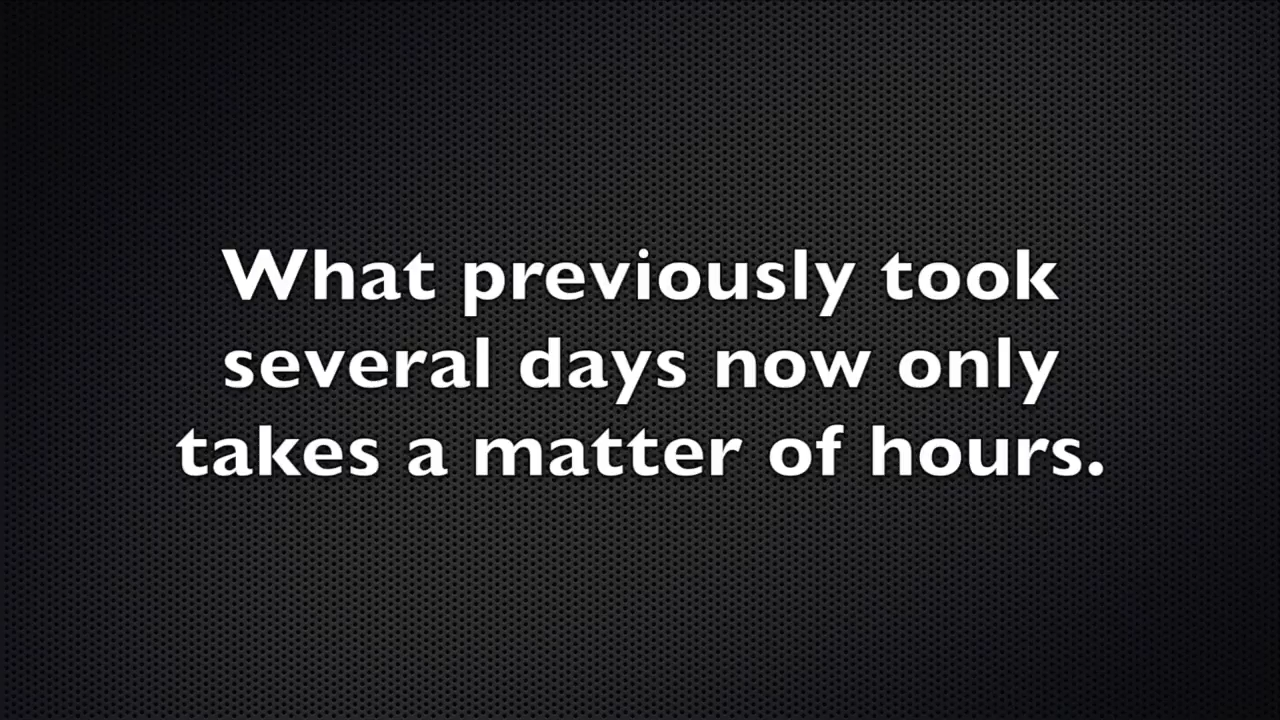 What previously took
several days now only
takes a matter of hours.